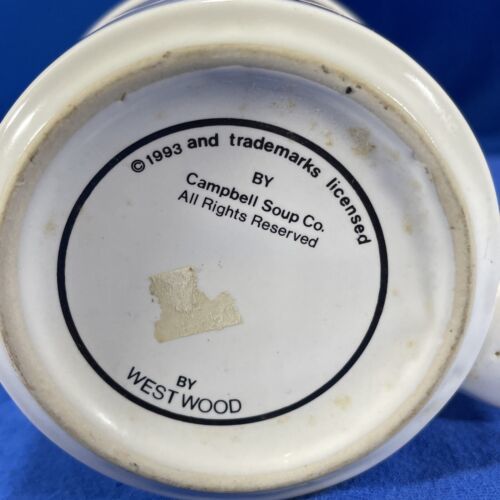 ©1993 and trademarks licensed
BY
Campbell Soup Co.
All Rights Reserved
BY
WESTWOOD